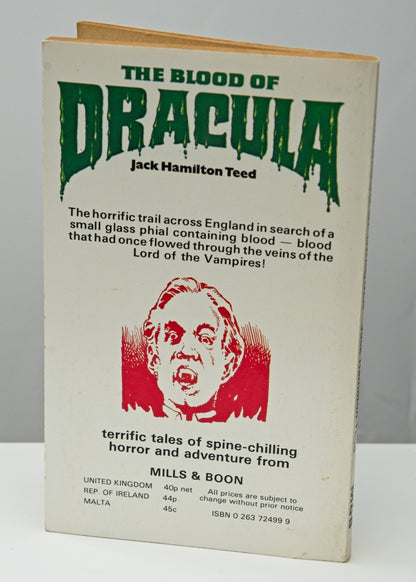 THE BLOOD OF
DRACULA
Jack Hamilton Teed
The horrific trail across England in search of a
small glass phial containing blood — blood
that had once flowed through the veins of the
Lord of the Vampires!
terrific tales of spine-chilling
horror and adventure from
MILLS & BOON
UNITED KINGDOM 40p net
REP. OF IRELAND 44p
MALTA 45c
All prices are subject to
change without prior notice
ISBN 0 263 72499 9